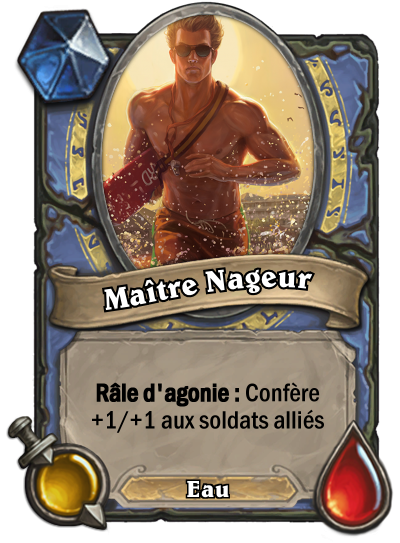 Maître Nageur
Râle d'agonie : Confère
+1/+1 aux soldats alliés
Eau